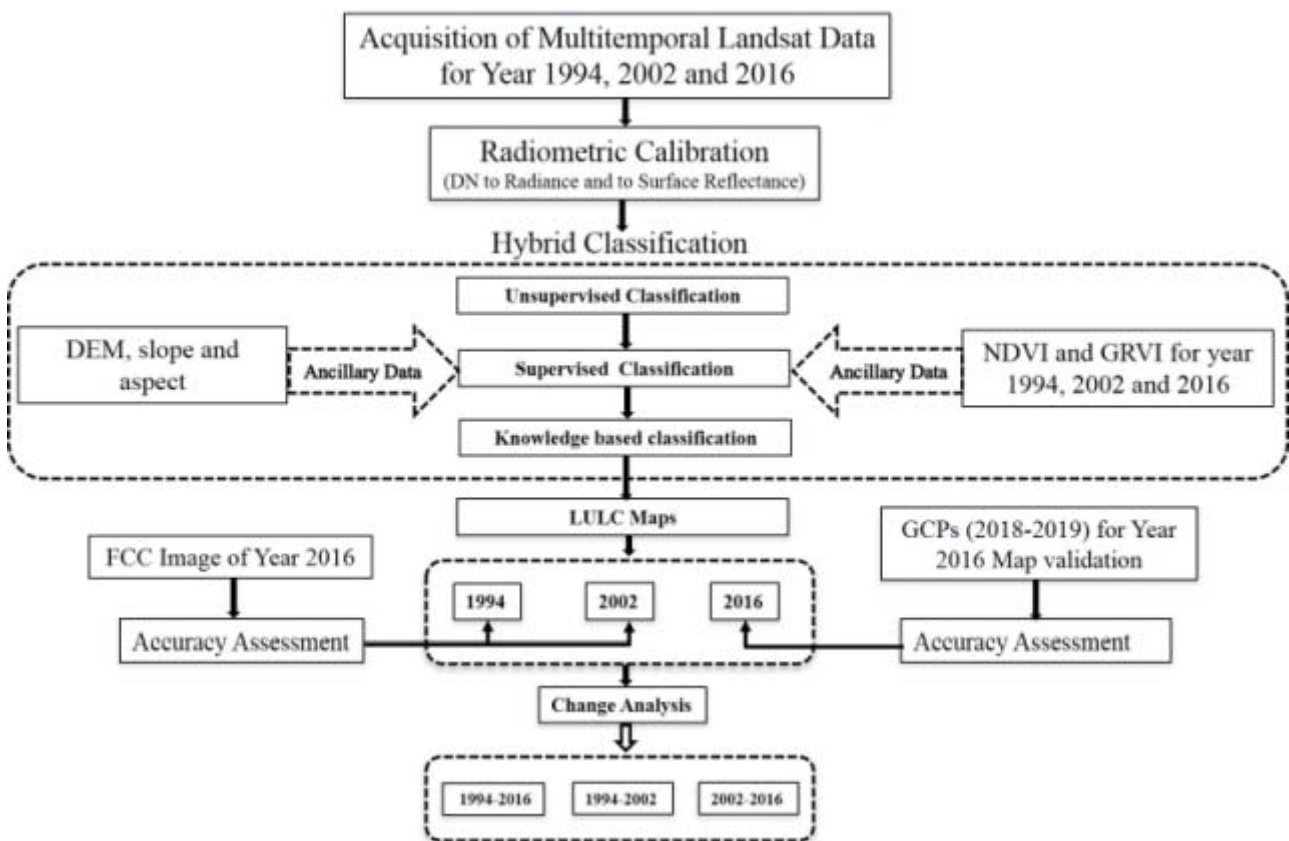 Acquisition of Multitemporal Landsat Data
for Year 1994, 2002 and 2016
Radiometric Calibration
(DN to Radiance and to Surface Reflectance)
Hybrid Classification
Unsupervised Classification
DEM, slope and
aspect
Ancillary Data
Supervised Classification
Ancillary Data
NDVI and GRVI for year
1994, 2002 and 2016
Knowledge based classification
LULC Maps
FCC Image of Year 2016
GCPs (2018-2019) for Year
2016 Map validation
1994
2002
2016
Accuracy Assessment
Accuracy Assessment
Change Analysis
1994-2016
1994-2002
2002-2016